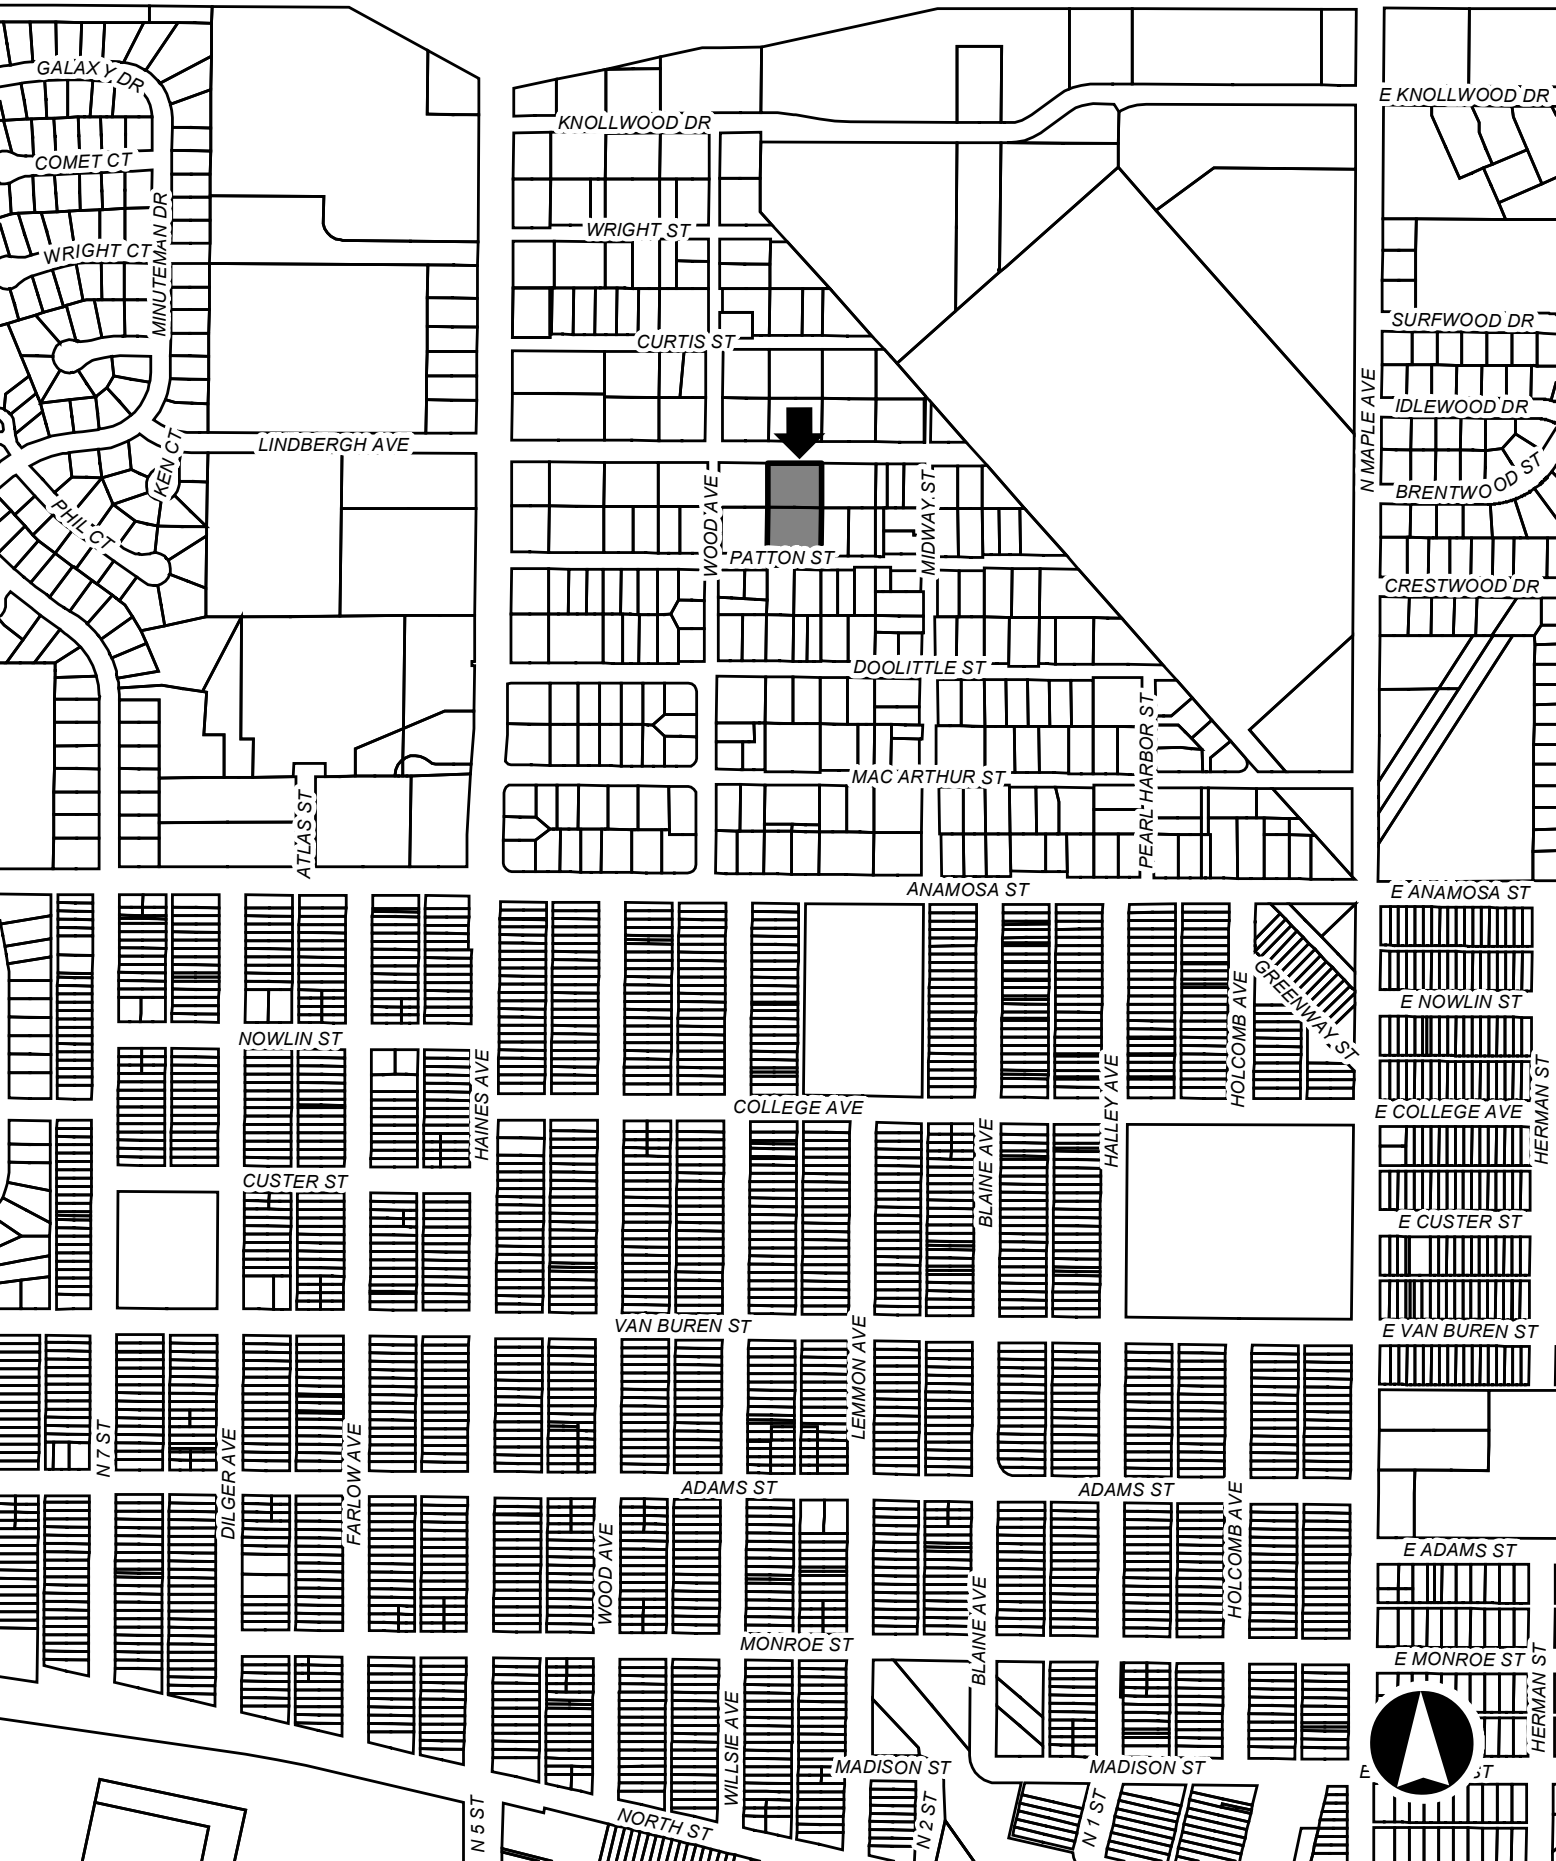 GALAXY DR
E KNOLLWOOD DR
KNOLLWOOD DR
COMET CT
MINUTEMAN DR
WRIGHT ST
WRIGHT CT
SURFWOOD DR
CURTIS ST
N MAPLE AVE
IDLEWOOD DR
LINDBERGH AVE
KEN CT
BRENTWOOD ST
WOOD AVE
MIDWAY ST
PHIL CT
PATTON ST
CRESTWOOD DR
DOOLITTLE ST
PEARL HARBOR ST
MAC ARTHUR ST
ATLAS ST
ANAMOSA ST
E ANAMOSA ST
GREENWAY ST
HOLCOMB AVE
E NOWLIN ST
NOWLIN ST
HAINES AVE
HALLEY AVE
HERMAN ST
COLLEGE AVE
E COLLEGE AVE
BLAINE AVE
CUSTER ST
E CUSTER ST
VAN BUREN ST
E VAN BUREN ST
LEMMON AVE
N 7 ST
DILGER AVE
FARLOW AVE
ADAMS ST
ADAMS ST
HOLCOMB AVE
WOOD AVE
E ADAMS ST
BLAINE AVE
MONROE ST
E MONROE ST
HERMAN ST
WILLSIE AVE
MADISON ST
MADISON ST
E ST
N 5 ST
NORTH ST
N 2 ST
N 1 ST